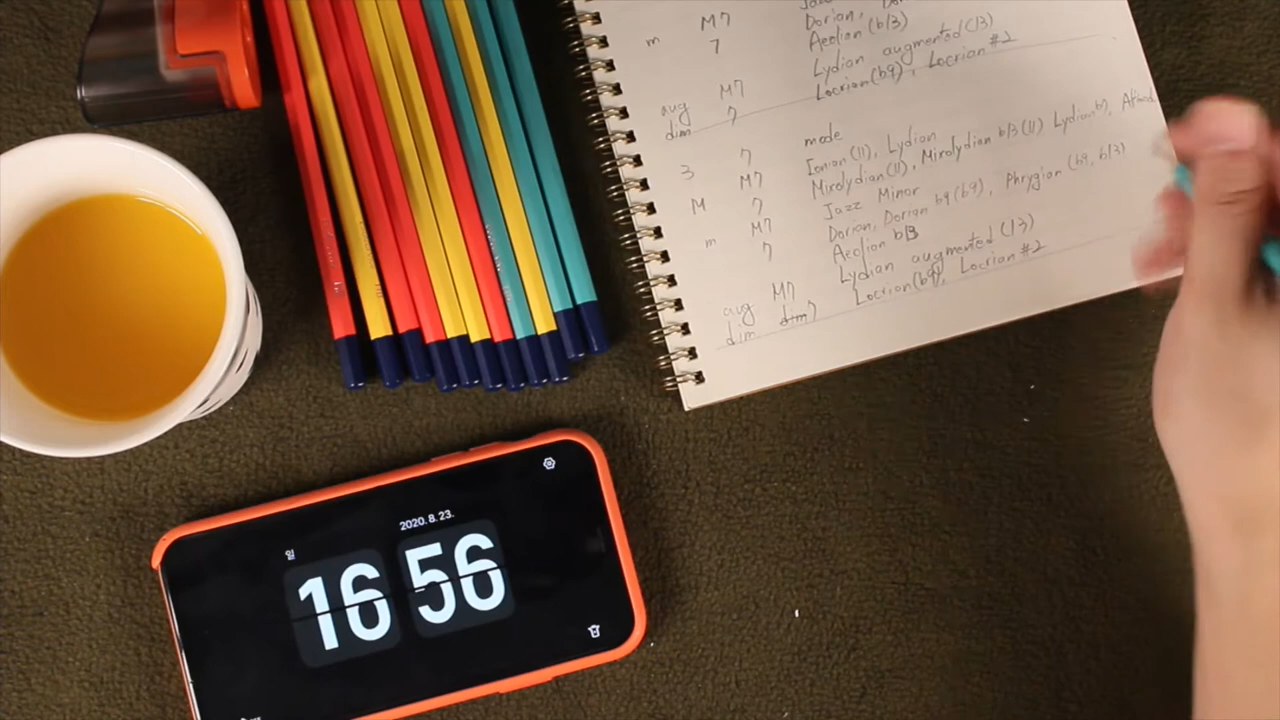 M7
m 7 Dorian,
Aeolian (b13)
aug M7 Lydian augmented (13)
dim 7 Locrian(b9), Locrian #2
3 7 mode
M M7 Ionian (11), Lydian
7 Mixolydian (11), Mixolydian b13 (11) Lydian b7,
m M7 Jazz Minor
7 Dorian, Dorian b9 (b9), Phrygian (b9, b13)
Aeolian b13
aug M7 Lydian augmented (13)
dim dim7 Locrian(b9), Locrian #2
2020. 8. 23.
일
16 56